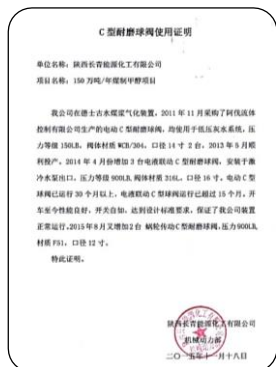 C型耐磨球阀使用证明
单位名称：陕西长青能源化工有限公司
项目名称：150万吨/年煤制甲醇项目
我公司在德士古水煤浆气化装置，2011年11月采购了阿伐流体
控制有限公司生产的电动C型耐磨球阀，均使用于低压灰水系统，压
力等级150LB，阀体材质WCB/304，口径14寸2台。2013年5月顺
利投产。2014年4月份增加3台电液联动C型耐磨球阀，安装于激
冷水泵出口，压力等级900LB，阀体材质316L，口径16寸。电动C型
球阀已运行30个月以上，电液联动C型球阀运行已超过15个月。开
车至今性能良好，开关自如，达到设计标准要求，保证了我公司装置
正常运行。2015年8月又增加2台 蜗轮传动C型耐磨球阀，压力900LB，
材质F51，口径12寸。
特此证明。
陕西长青能源化工有限公司
机械动力部
二〇一五年十一月十八日